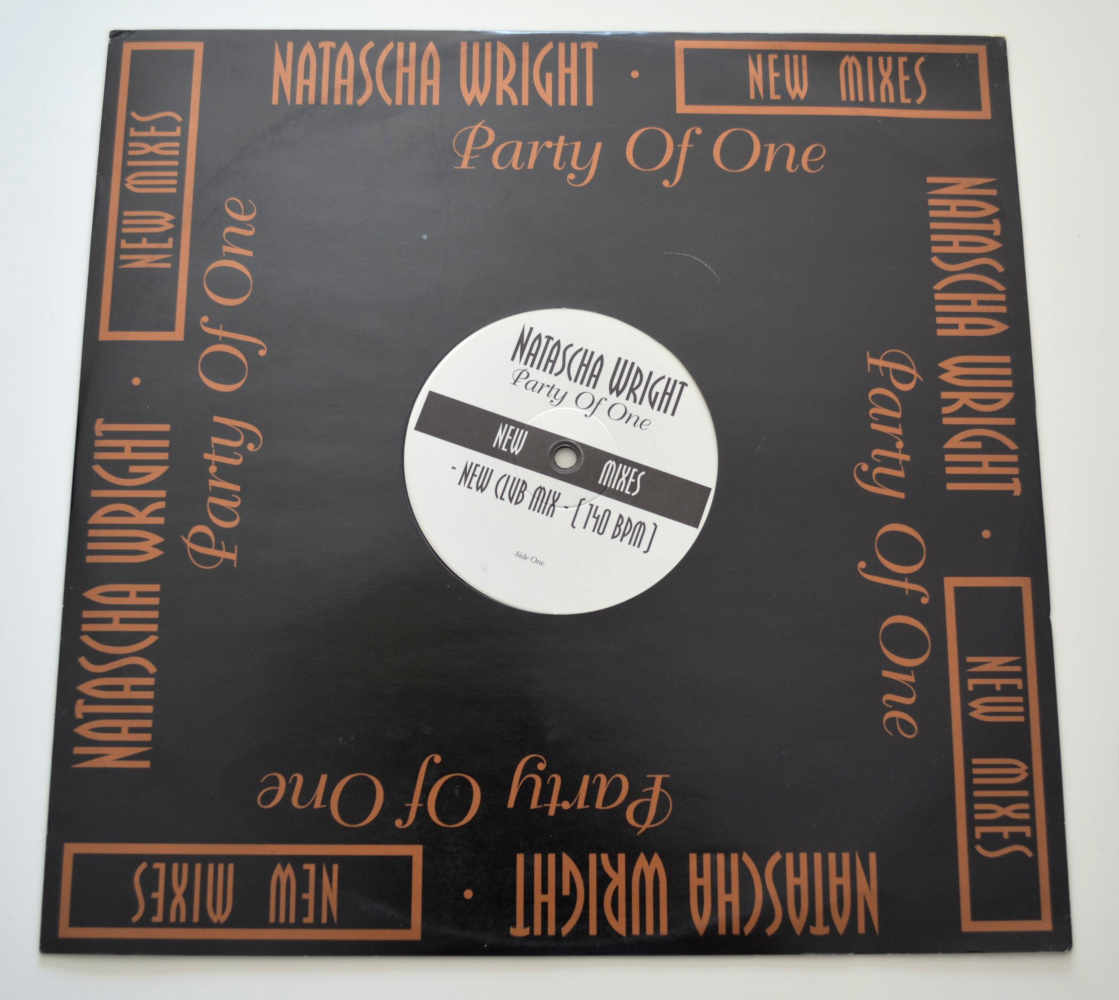 NATASCHA WRIGHT · NEW MIXES
Party Of One
NATASCHA WRIGHT · NEW MIXES
Party Of One
NATASCHA WRIGHT · NEW MIXES
Party Of One
NATASCHA WRIGHT · NEW MIXES
Party Of One
NATASCHA WRIGHT
Party Of One
NEW MIXES
- NEW CLUB MIX - [ 140 BPM ]
Side One